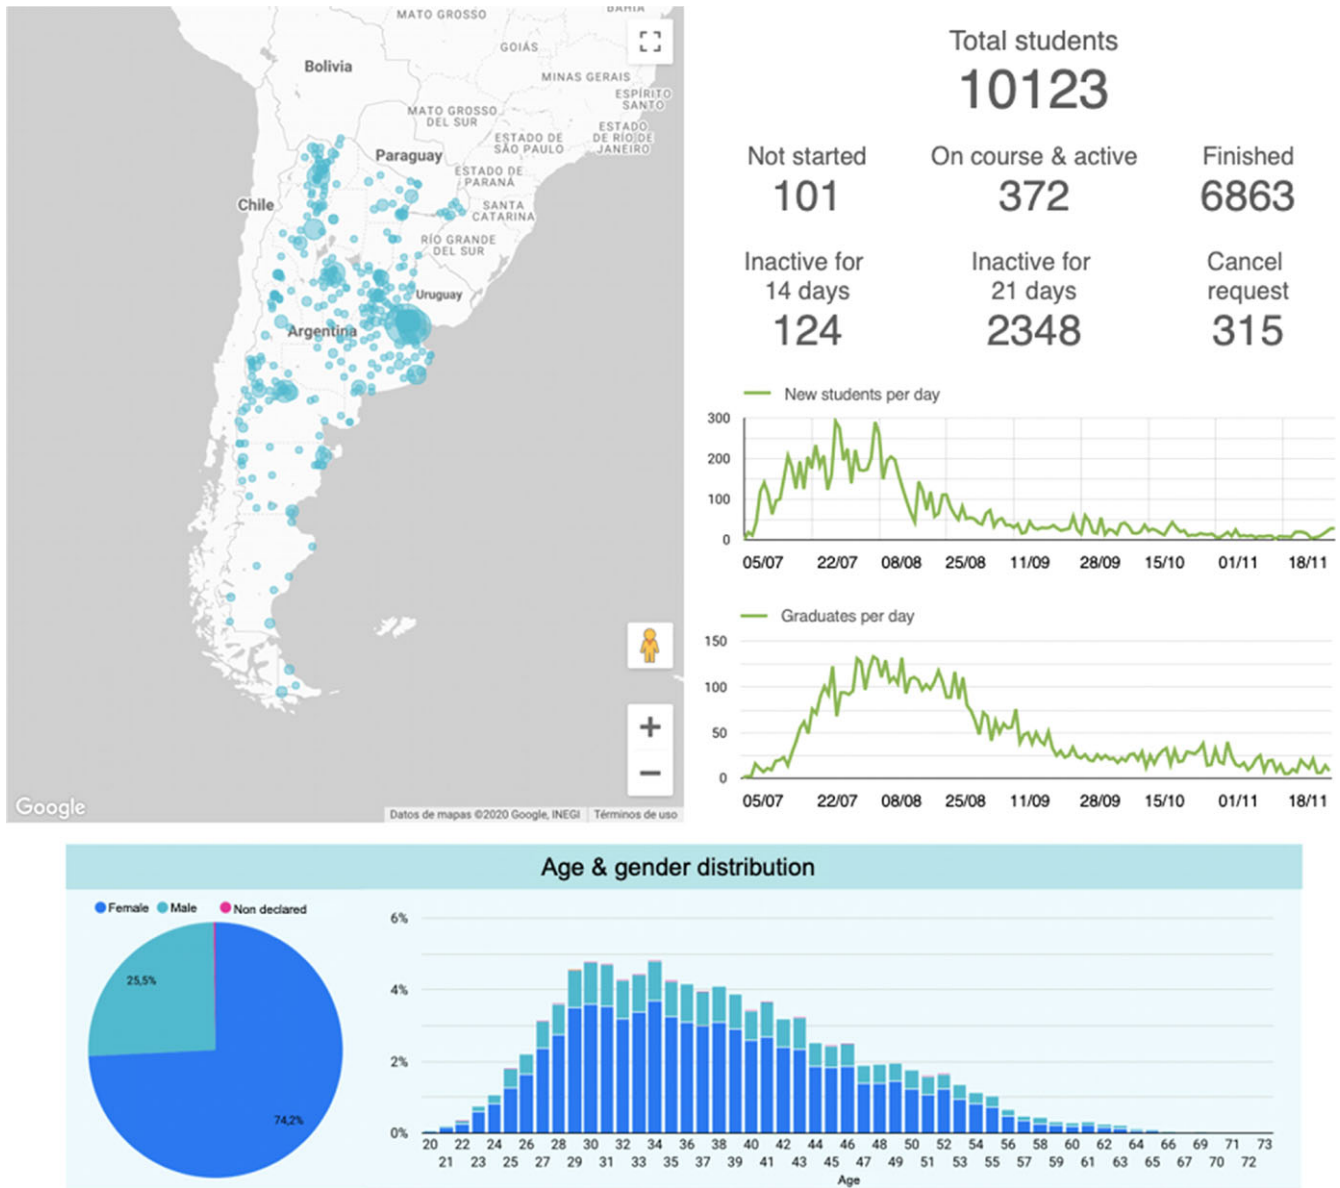 MATO GROSSO
BAHIA
GOIÁS
Bolivia
MINAS GERAIS
ESPÍRITO
SANTO
MATO GROSSO
DEL SUR
ESTADO
DE RÍO DE
JANEIRO
ESTADO DE
SÃO PAULO
Paraguay
ESTADO DE
PARANÁ
Chile
SANTA
CATARINA
RÍO GRANDE
DEL SUR
Uruguay
Argentina
Google
Datos de mapas ©2020 Google, INEGI
Términos de uso
Total students
10123
Not started
On course & active
Finished
101
372
6863
Inactive for
14 days
Inactive for
21 days
Cancel
request
124
2348
315
New students per day
300
200
100
0
05/07 22/07 08/08 25/08 11/09 28/09 15/10 01/11 18/11
Graduates per day
150
100
50
0
05/07 22/07 08/08 25/08 11/09 28/09 15/10 01/11 18/11
Age & gender distribution
Female Male Non declared
25,5%
74,2%
6%
4%
2%
0%
20 22 24 26 28 30 32 34 36 38 40 42 44 46 48 50 52 54 56 58 60 62 64 66 69 71 73
21 23 25 27 29 31 33 35 37 39 41 43 45 47 49 51 53 55 57 59 61 63 65 67 70 72
Age